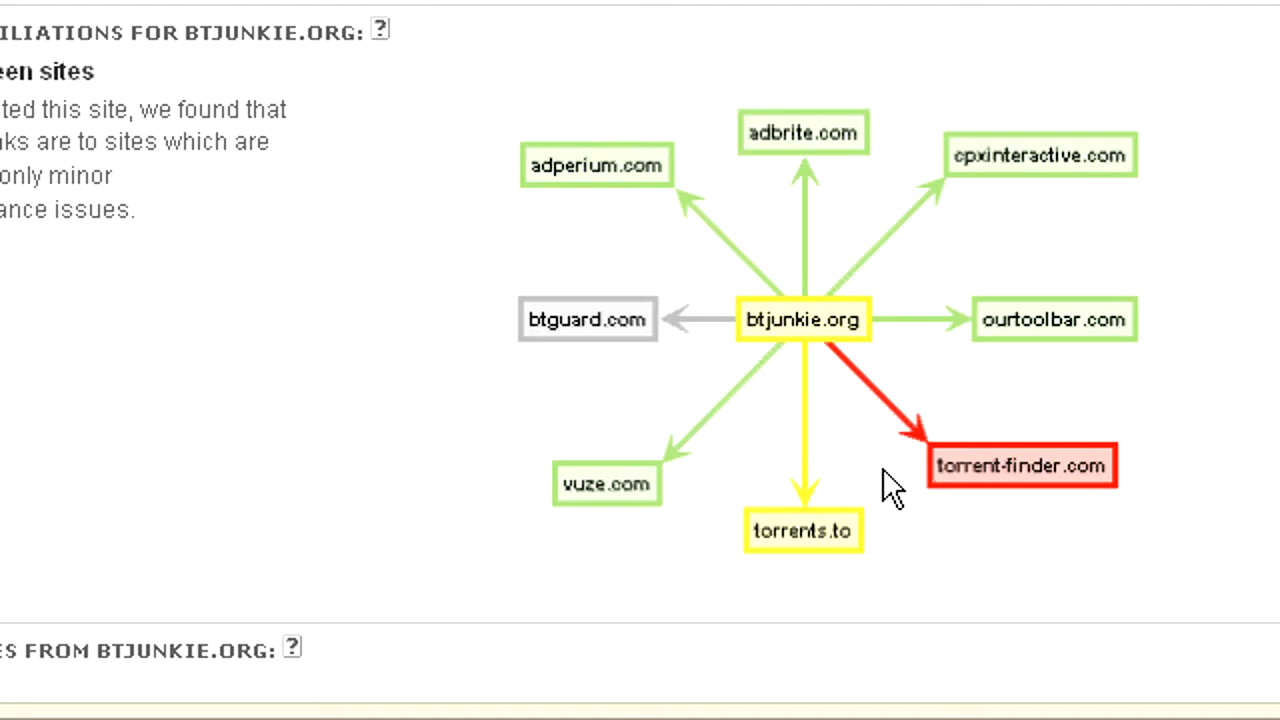 ILIATIONS FOR BTJUNKIE.ORG: ?
een sites
ted this site, we found that
nks are to sites which are
only minor
ance issues.
adbrite.com
cpxinteractive.com
adperium.com
btguard.com
btjunkie.org
ourtoolbar.com
torrent-finder.com
vuze.com
torrents.to
ES FROM BTJUNKIE.ORG: ?